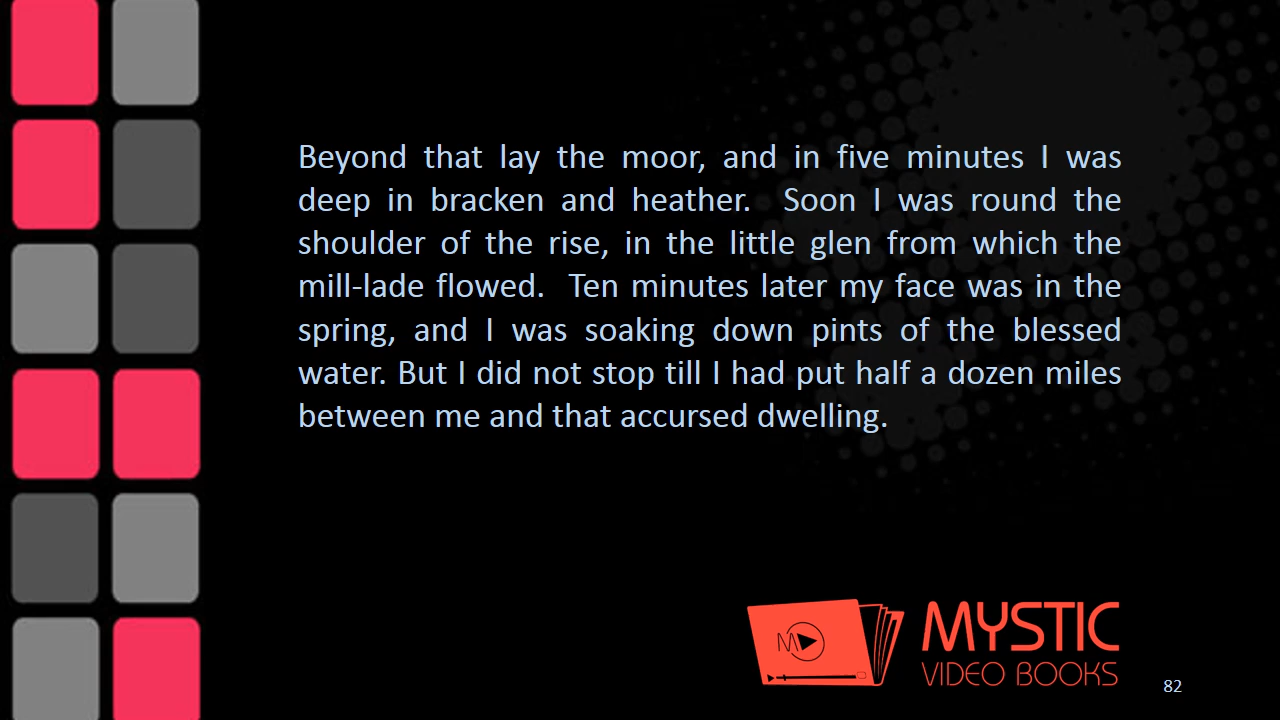 Beyond that lay the moor, and in five minutes I was
deep in bracken and heather.  Soon I was round the
shoulder of the rise, in the little glen from which the
mill-lade flowed.  Ten minutes later my face was in the
spring, and I was soaking down pints of the blessed
water. But I did not stop till I had put half a dozen miles
between me and that accursed dwelling.
M
MYSTIC
VIDEO BOOKS
82